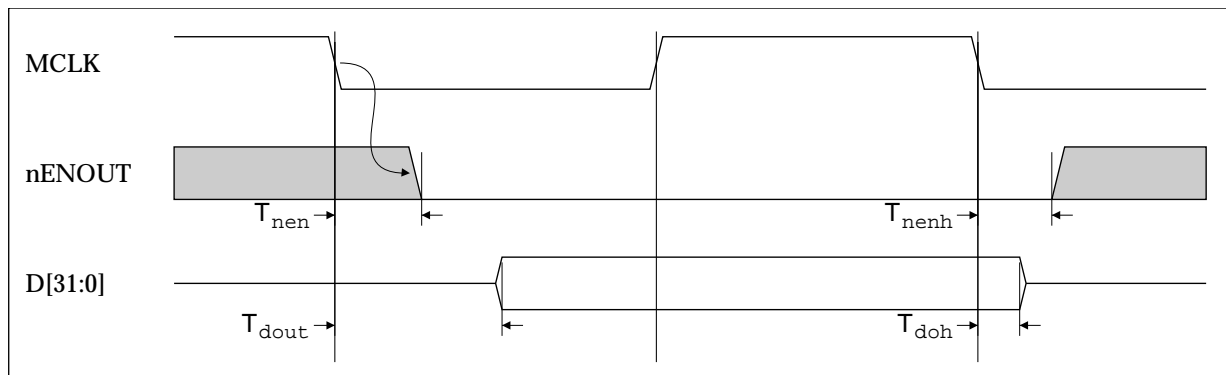 MCLK
nENOUT
Tnen
Tnenh
D[31:0]
Tdout
Tdoh